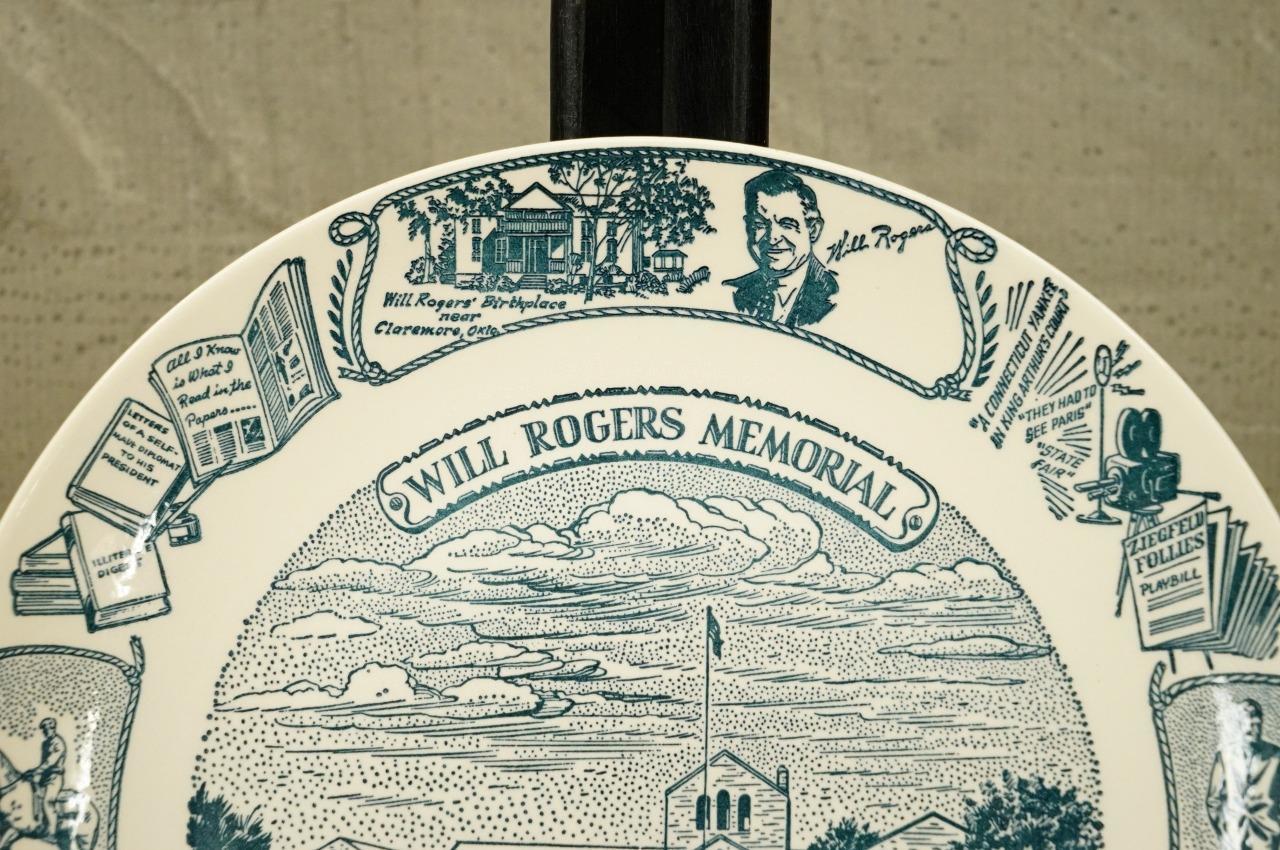 Will Rogers' Birthplace
near
Claremore, Okla.
Will Rogers
All I Know
is What I
Read in the
Papers.....
LETTERS
OF A SELF-
MADE DIPLOMAT
TO HIS
PRESIDENT
DIGEST
"A CONNECTICUT YANKEE
IN KING ARTHUR'S COURT"
"THEY HAD TO
SEE PARIS"
"STATE
FAIR"
ZIEGFELD
FOLLIES
PLAYBILL
WILL ROGERS MEMORIAL